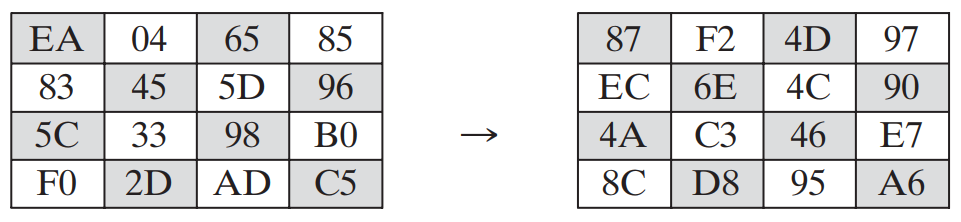 EA 04 65 85 87 F2 4D 97
83 45 5D 96 EC 6E 4C 90
5C 33 98 B0 → 4A C3 46 E7
F0 2D AD C5 8C D8 95 A6